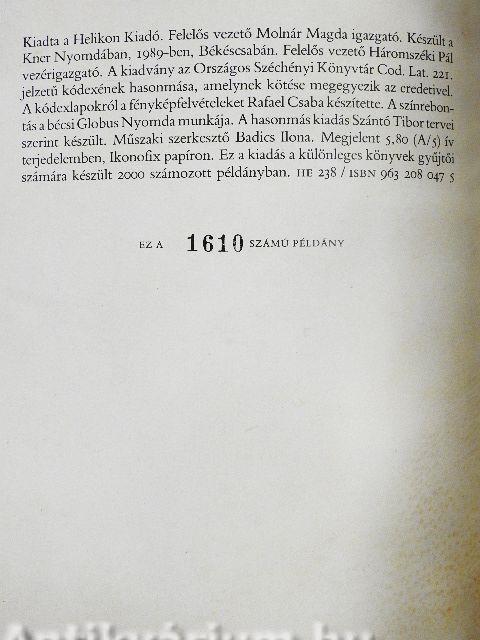 Kiadta a Helikon Kiadó. Felelős vezető Molnár Magda igazgató. Készült a
Kner Nyomdában, 1989-ben, Békéscsabán. Felelős vezető Háromszéki Pál
vezérigazgató. A kiadvány az Országos Széchényi Könyvtár Cod. Lat. 221.
jelzetű kódexének hasonmása, amelynek kötése megegyezik az eredetivel.
A kódexlapokról a fényképfelvételeket Rafael Csaba készítette. A színrebon-
tás a bécsi Globus Nyomda munkája. A hasonmás kiadás Szántó Tibor tervei
szerint készült. Műszaki szerkesztő Badics Ilona. Megjelent 5,80 (A/5) ív
terjedelemben, Ikonofix papíron. Ez a kiadás a különleges könyvek gyűjtői
számára készült 2000 számozott példányban. HE 238 / ISBN 963 208 047 5
EZ A 1610 SZÁMÚ PÉLDÁNY
Antikvárium.hu